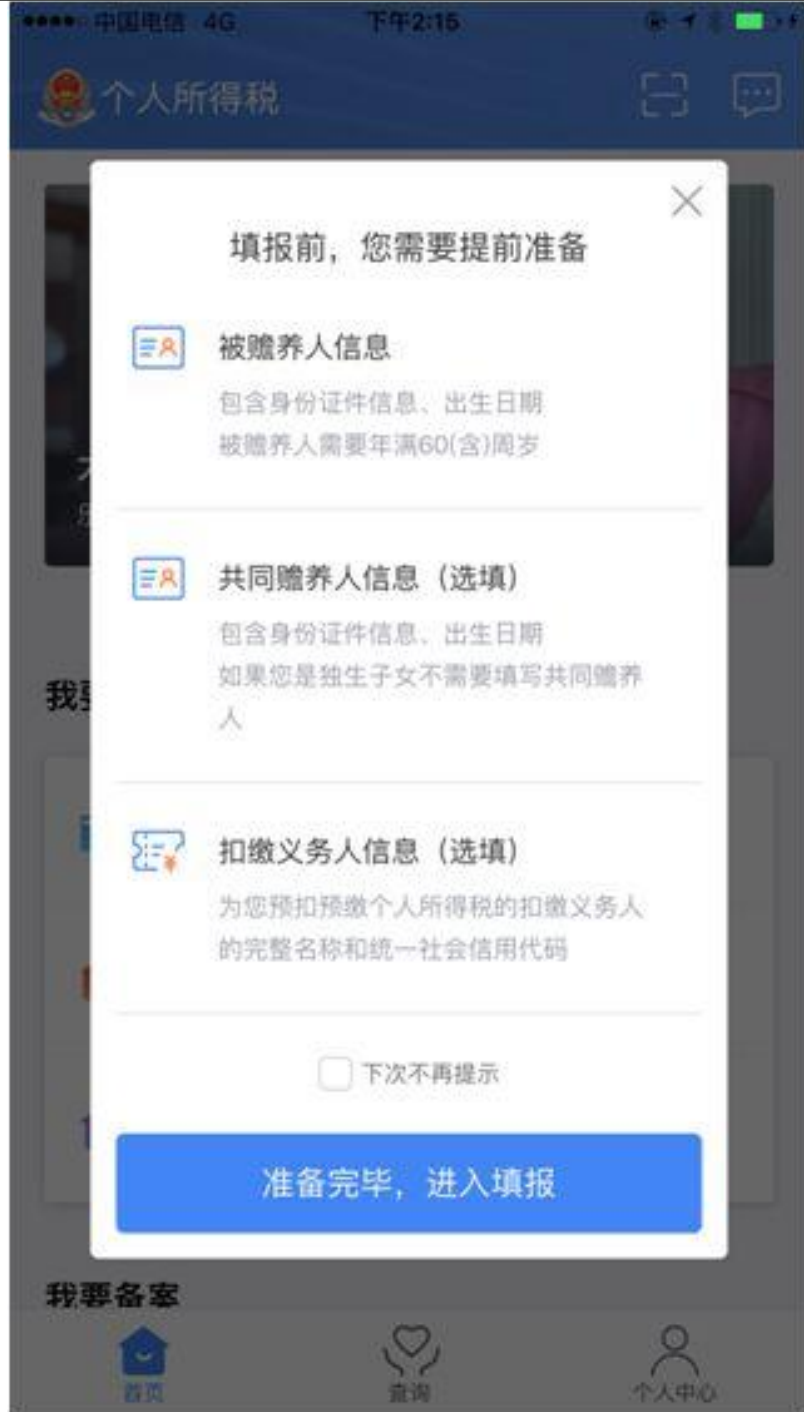 中国电信 4G 下午2:15
个人所得税
填报前，您需要提前准备
被赡养人信息
包含身份证件信息、出生日期
被赡养人需要年满60(含)周岁
共同赡养人信息（选填）
包含身份证件信息、出生日期
如果您是独生子女不需要填写共同赡养
人
我要
扣缴义务人信息（选填）
为您预扣预缴个人所得税的扣缴义务人
的完整名称和统一社会信用代码
下次不再提示
准备完毕，进入填报
我要备案
首页 查询 个人中心